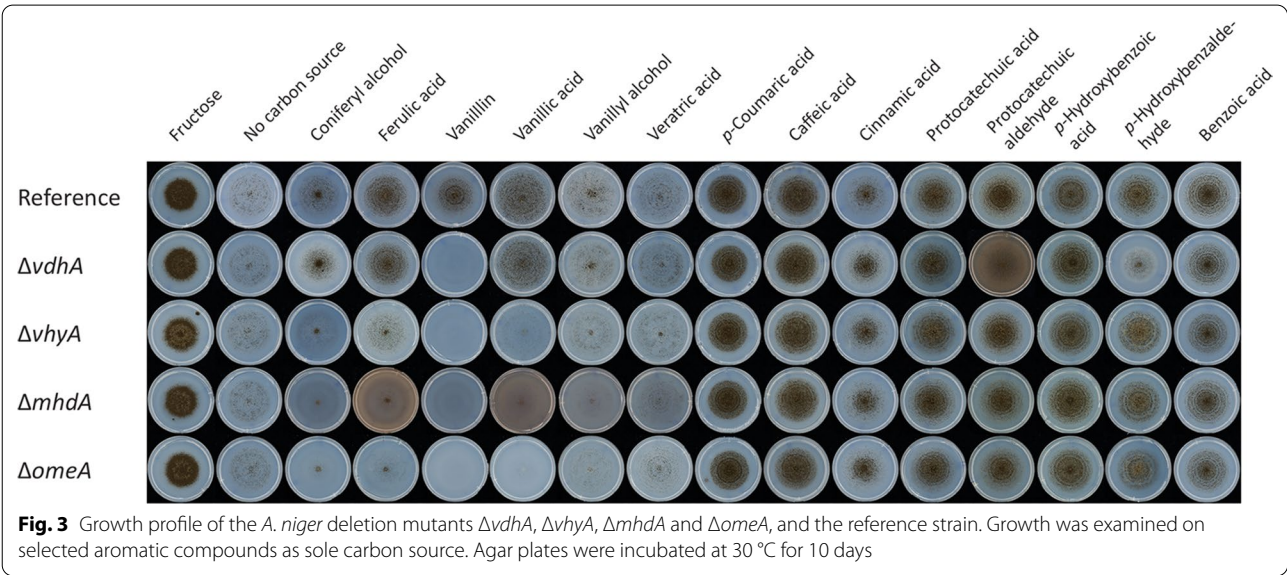 Fructose
No carbon source
Coniferyl alcohol
Ferulic acid
Vanilllin
Vanillic acid
Vanillyl alcohol
Veratric acid
p-Coumaric acid
Caffeic acid
Cinnamic acid
Protocatechuic acid
Protocatechuic
aldehyde
p-Hydroxybenzoic
acid
p-Hydroxybenzalde-
hyde
Benzoic acid
Reference
ΔvdhA
ΔvhyA
ΔmhdA
ΔomeA
Fig. 3 Growth profile of the A. niger deletion mutants ΔvdhA, ΔvhyA, ΔmhdA and ΔomeA, and the reference strain. Growth was examined on
selected aromatic compounds as sole carbon source. Agar plates were incubated at 30 °C for 10 days